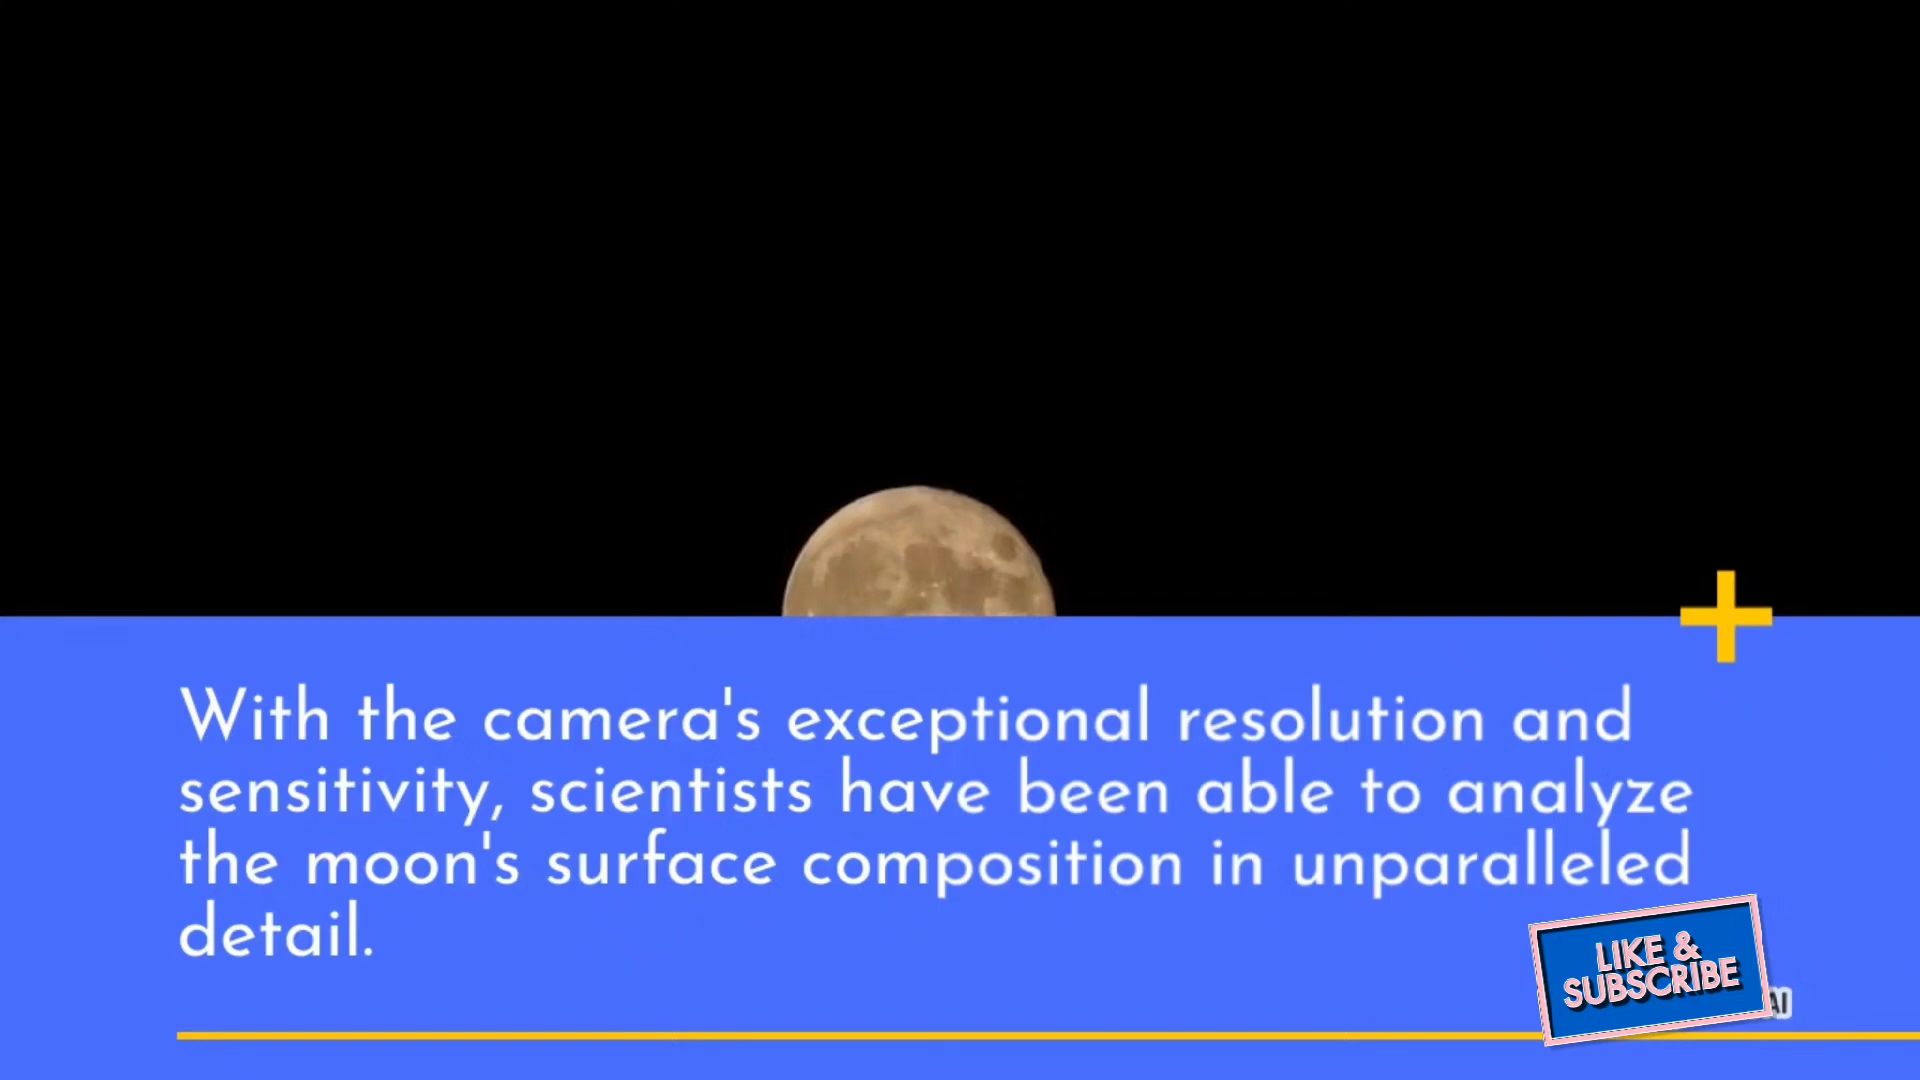 With the camera's exceptional resolution and
sensitivity, scientists have been able to analyze
the moon's surface composition in unparalleled
detail.
LIKE &
SUBSCRIBE
AI